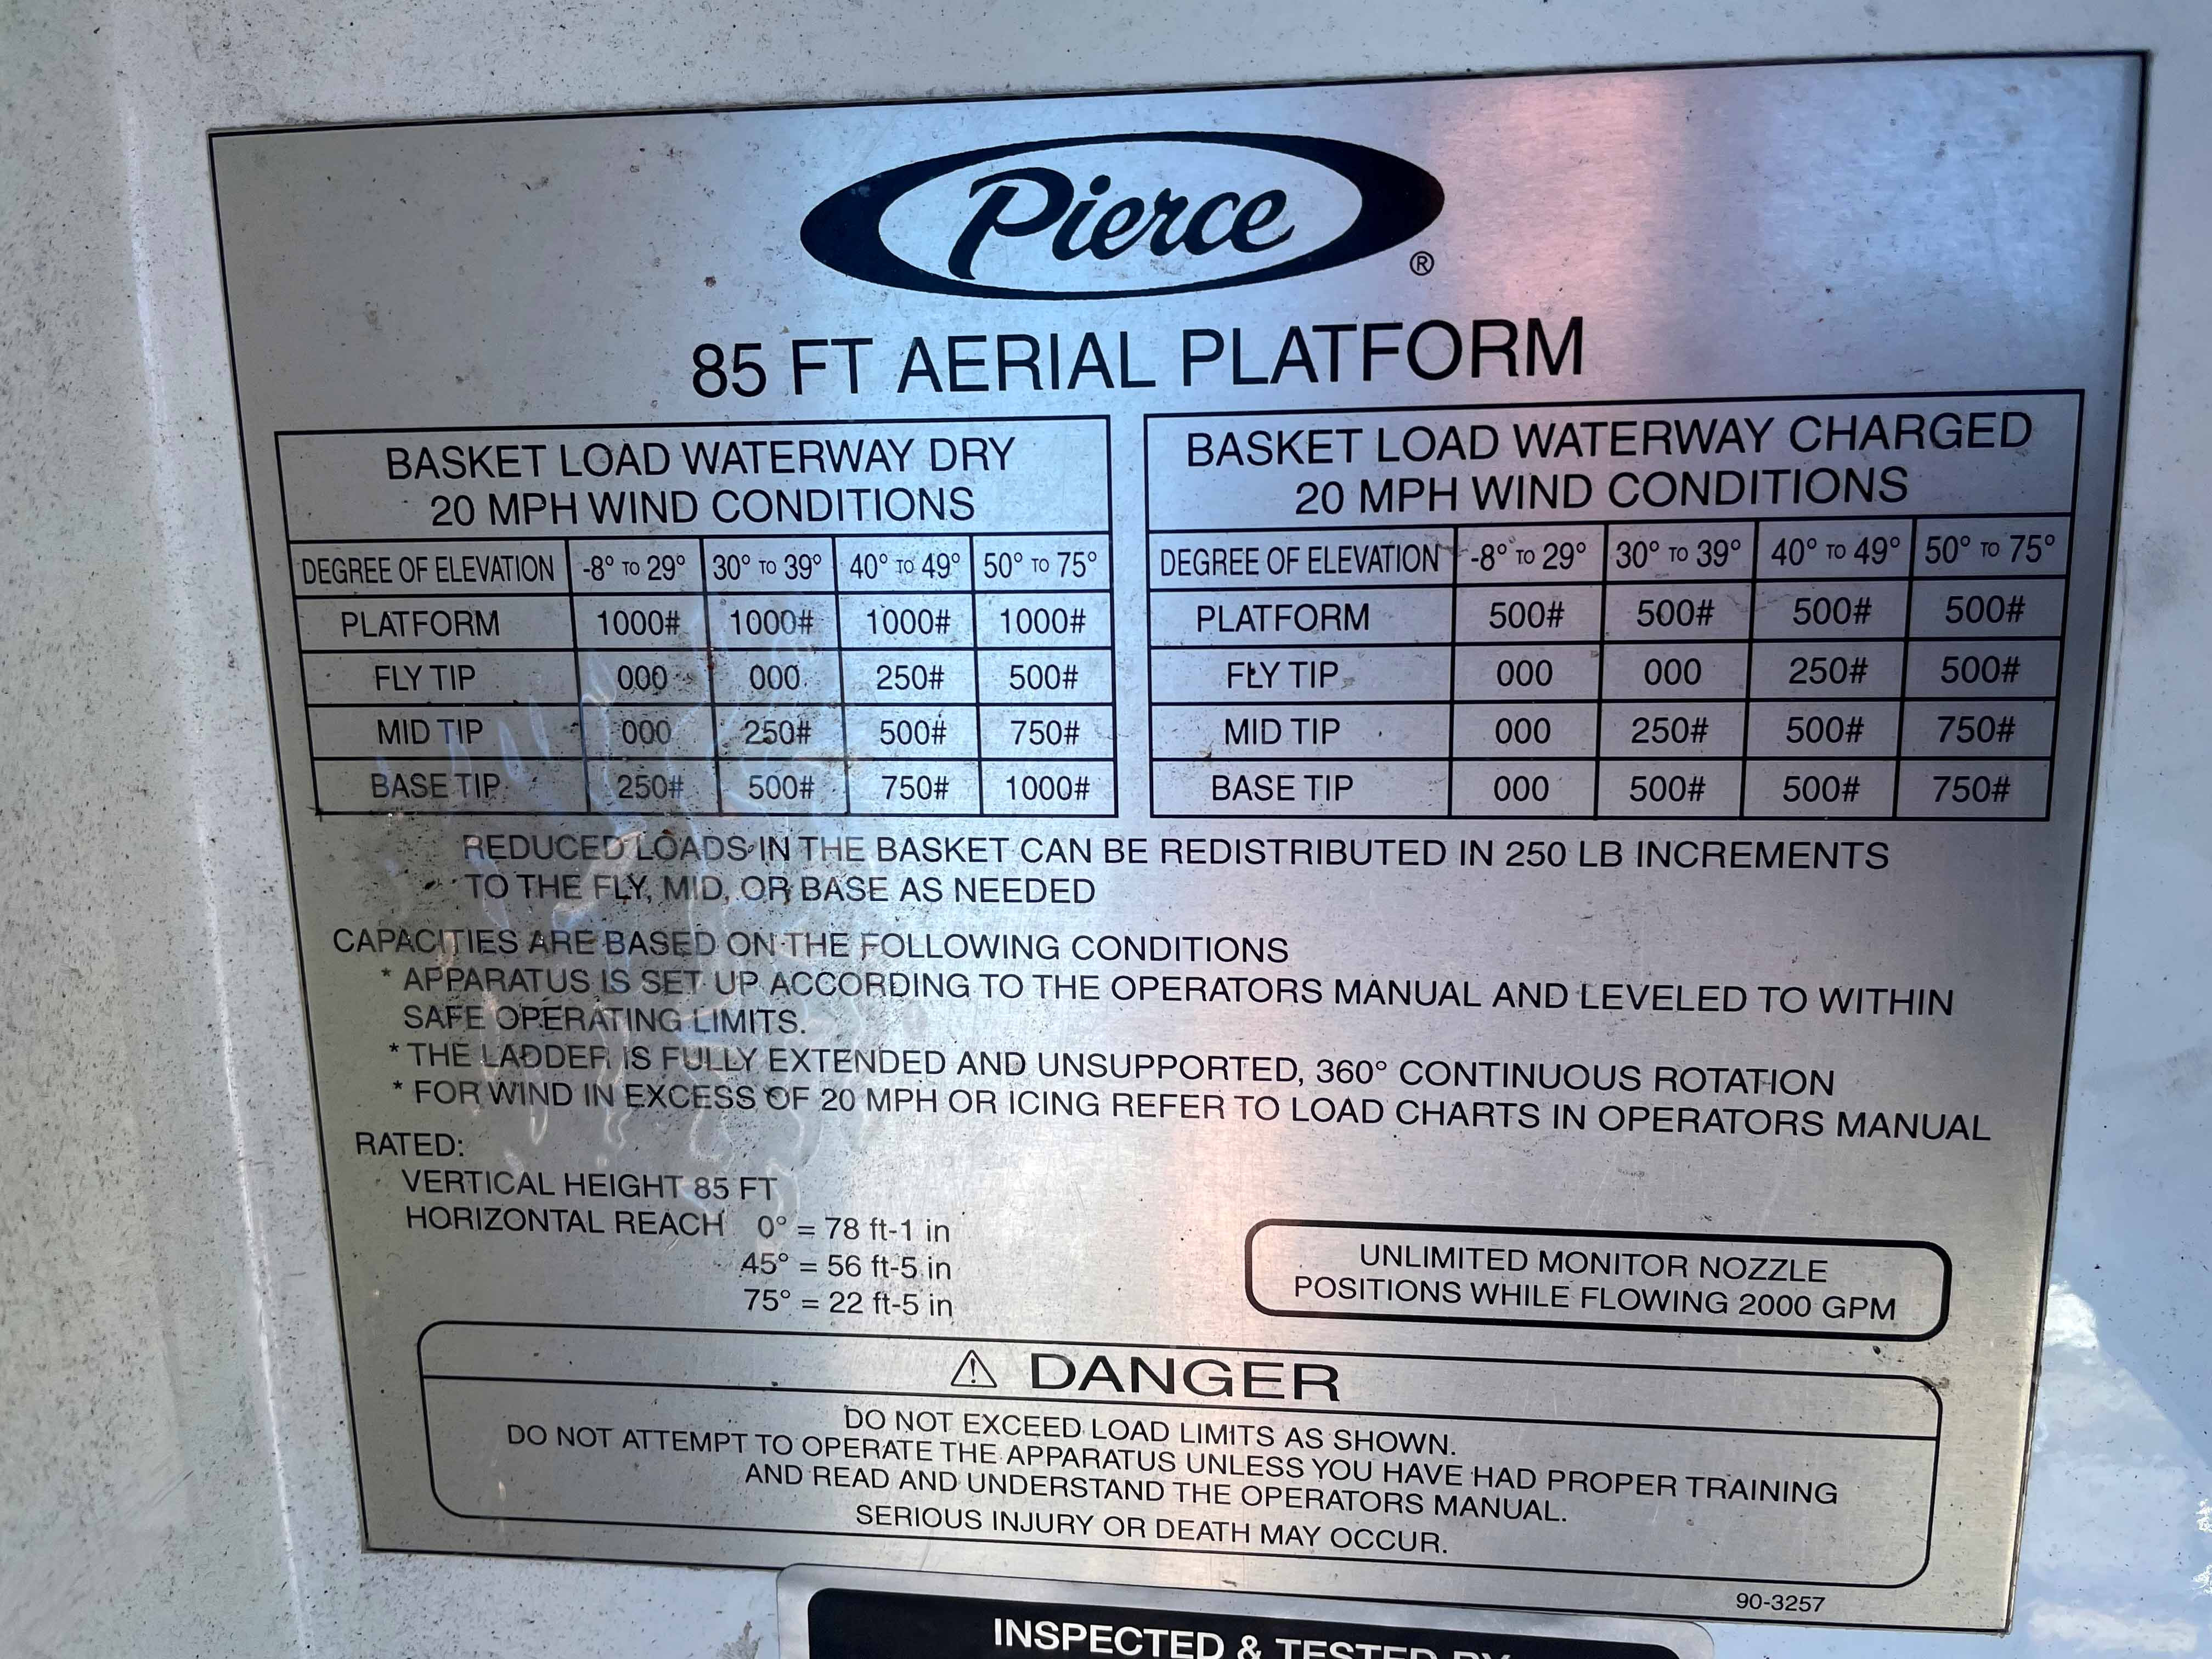 Pierce®
85 FT AERIAL PLATFORM
BASKET LOAD WATERWAY DRY
20 MPH WIND CONDITIONS
DEGREE OF ELEVATION -8° TO 29° 30° TO 39° 40° TO 49° 50° TO 75°
PLATFORM 1000# 1000# 1000# 1000#
FLY TIP 000 000 250# 500#
MID TIP 000 250# 500# 750#
BASE TIP 250# 500# 750# 1000#
BASKET LOAD WATERWAY CHARGED
20 MPH WIND CONDITIONS
DEGREE OF ELEVATION -8° TO 29° 30° TO 39° 40° TO 49° 50° TO 75°
PLATFORM 500# 500# 500# 500#
FLY TIP 000 000 250# 500#
MID TIP 000 250# 500# 750#
BASE TIP 000 500# 500# 750#
REDUCED LOADS IN THE BASKET CAN BE REDISTRIBUTED IN 250 LB INCREMENTS
TO THE FLY, MID, OR BASE AS NEEDED
CAPACITIES ARE BASED ON THE FOLLOWING CONDITIONS
* APPARATUS IS SET UP ACCORDING TO THE OPERATORS MANUAL AND LEVELED TO WITHIN
SAFE OPERATING LIMITS.
* THE LADDER IS FULLY EXTENDED AND UNSUPPORTED, 360° CONTINUOUS ROTATION
* FOR WIND IN EXCESS OF 20 MPH OR ICING REFER TO LOAD CHARTS IN OPERATORS MANUAL
RATED:
VERTICAL HEIGHT 85 FT
HORIZONTAL REACH 0° = 78 ft-1 in
45° = 56 ft-5 in
75° = 22 ft-5 in
UNLIMITED MONITOR NOZZLE
POSITIONS WHILE FLOWING 2000 GPM
⚠ DANGER
DO NOT EXCEED LOAD LIMITS AS SHOWN.
DO NOT ATTEMPT TO OPERATE THE APPARATUS UNLESS YOU HAVE HAD PROPER TRAINING
AND READ AND UNDERSTAND THE OPERATORS MANUAL.
SERIOUS INJURY OR DEATH MAY OCCUR.
90-3257
INSPECTED & TESTED BY